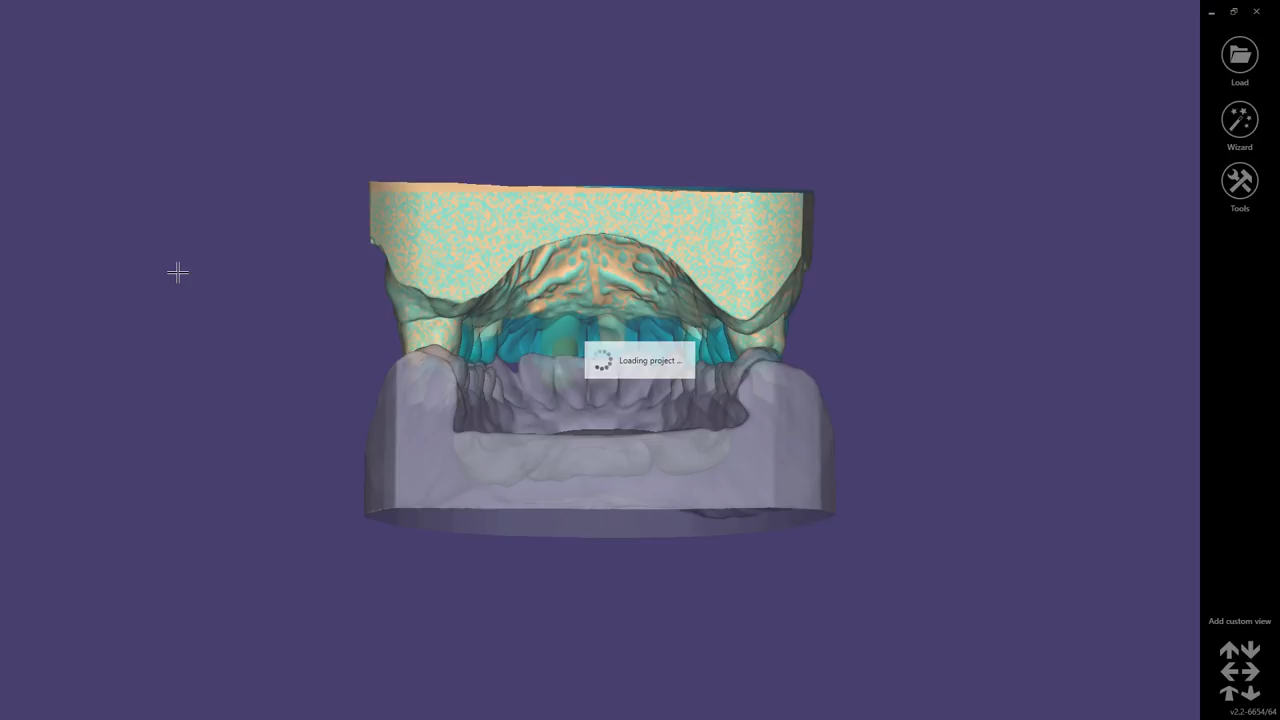 Load
Wizard
Tools
Loading project ...
Add custom view
v2.2-6654/64